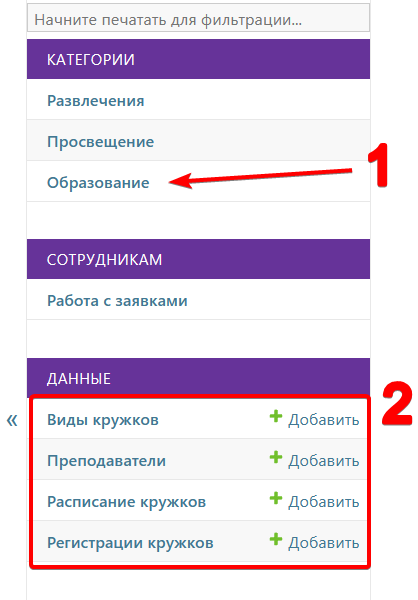 Начните печатать для фильтрации...
КАТЕГОРИИ
Развлечения
Просвещение
Образование
1
СОТРУДНИКАМ
Работа с заявками
ДАННЫЕ
2
«
Виды кружков + Добавить
Преподаватели + Добавить
Расписание кружков + Добавить
Регистрации кружков + Добавить